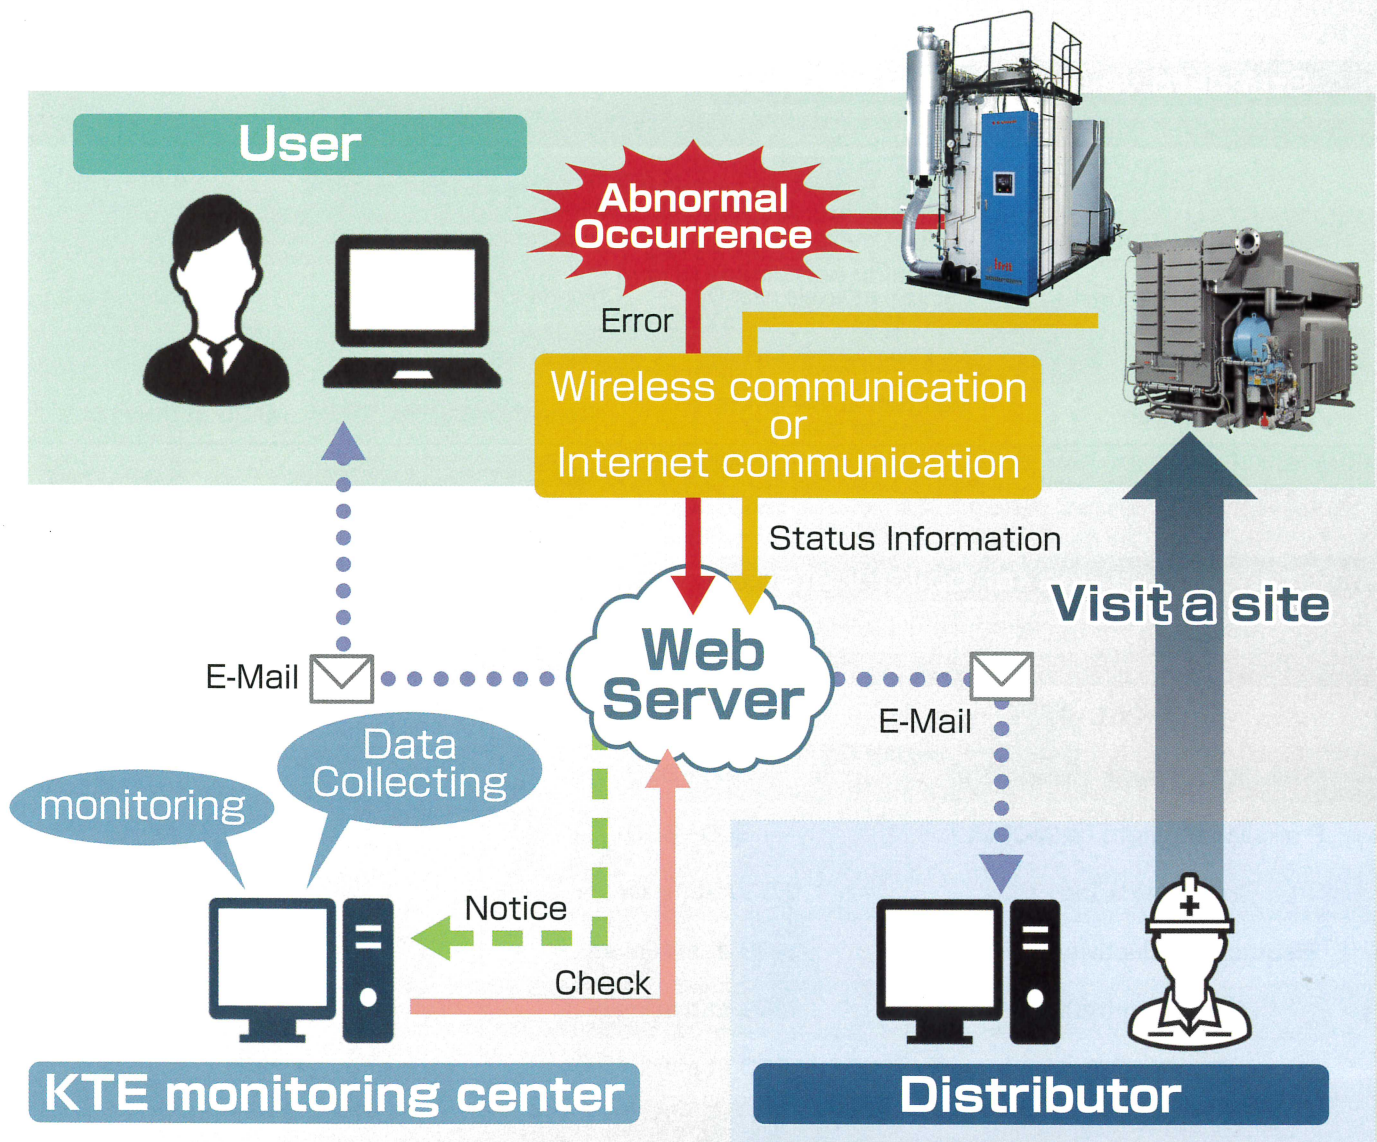 User
Abnormal
Occurrence
Error
Wireless communication
or
Internet communication
Status Information
Visit a site
Web
Server
E-Mail
E-Mail
Data
Collecting
monitoring
Notice
Check
KTE monitoring center
Distributor